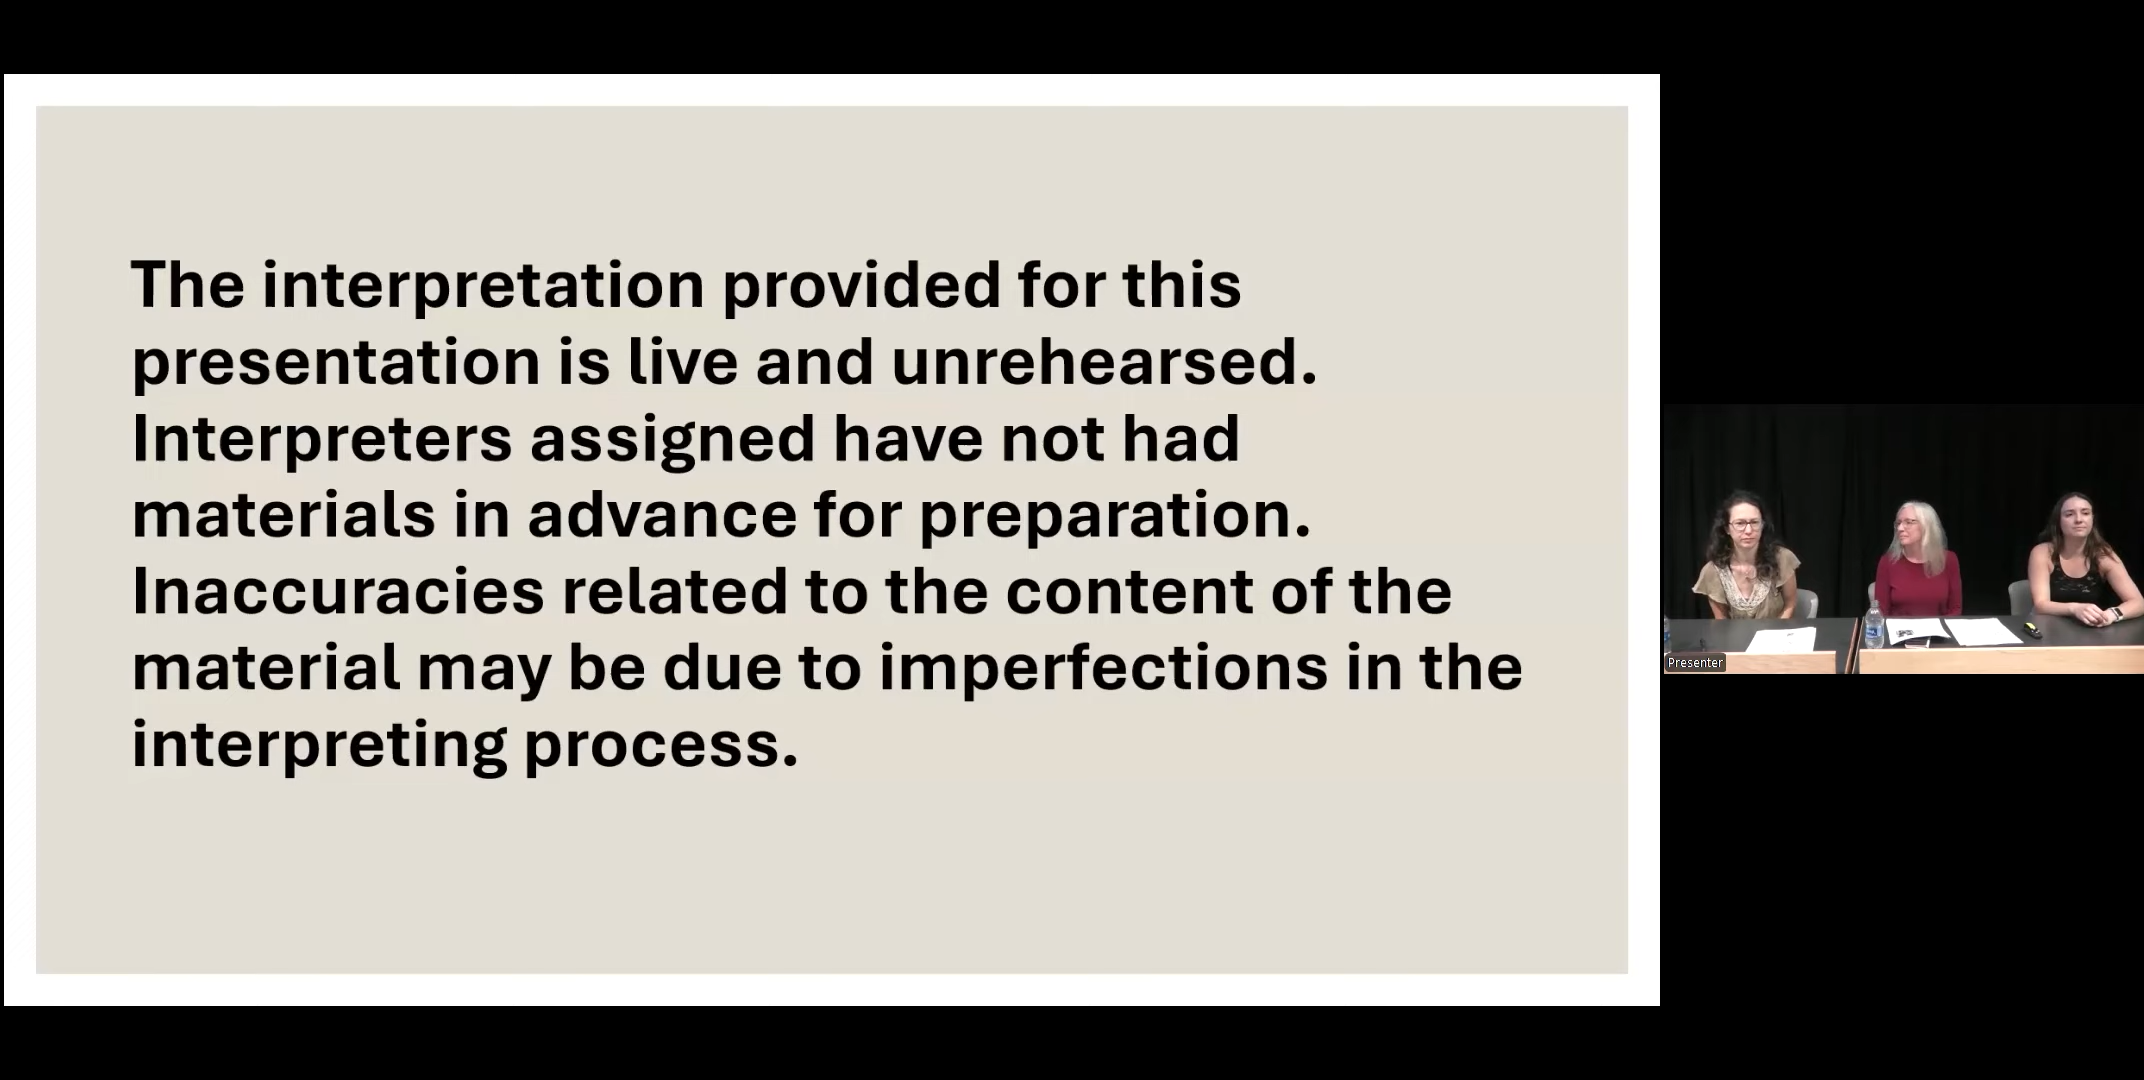 The interpretation provided for this
presentation is live and unrehearsed.
Interpreters assigned have not had
materials in advance for preparation.
Inaccuracies related to the content of the
material may be due to imperfections in the
interpreting process.
Presenter